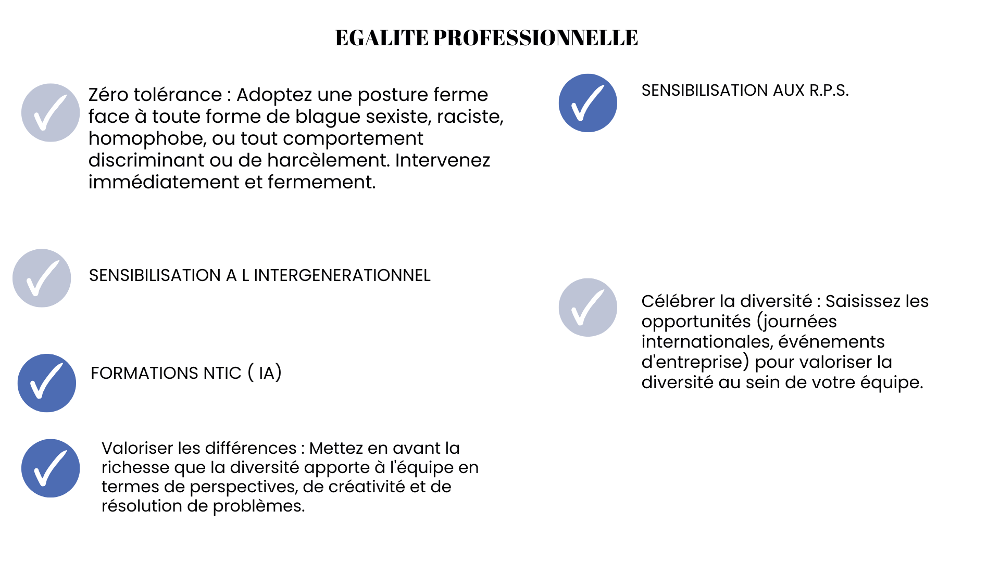 EGALITE PROFESSIONNELLE
Zéro tolérance : Adoptez une posture ferme
face à toute forme de blague sexiste, raciste,
homophobe, ou tout comportement
discriminant ou de harcèlement. Intervenez
immédiatement et fermement.
SENSIBILISATION A L INTERGENERATIONNEL
FORMATIONS NTIC ( IA)
Valoriser les différences : Mettez en avant la
richesse que la diversité apporte à l'équipe en
termes de perspectives, de créativité et de
résolution de problèmes.
SENSIBILISATION AUX R.P.S.
Célébrer la diversité : Saisissez les
opportunités (journées
internationales, événements
d'entreprise) pour valoriser la
diversité au sein de votre équipe.